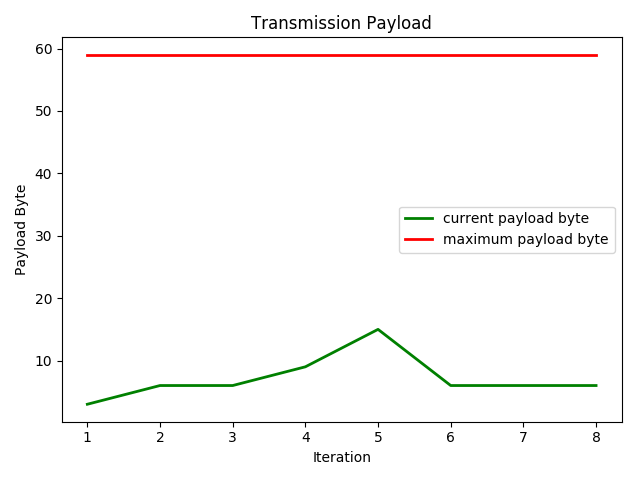 Transmission Payload
60
50
40
30
20
10
Payload Byte
current payload byte
maximum payload byte
1 2 3 4 5 6 7 8
Iteration